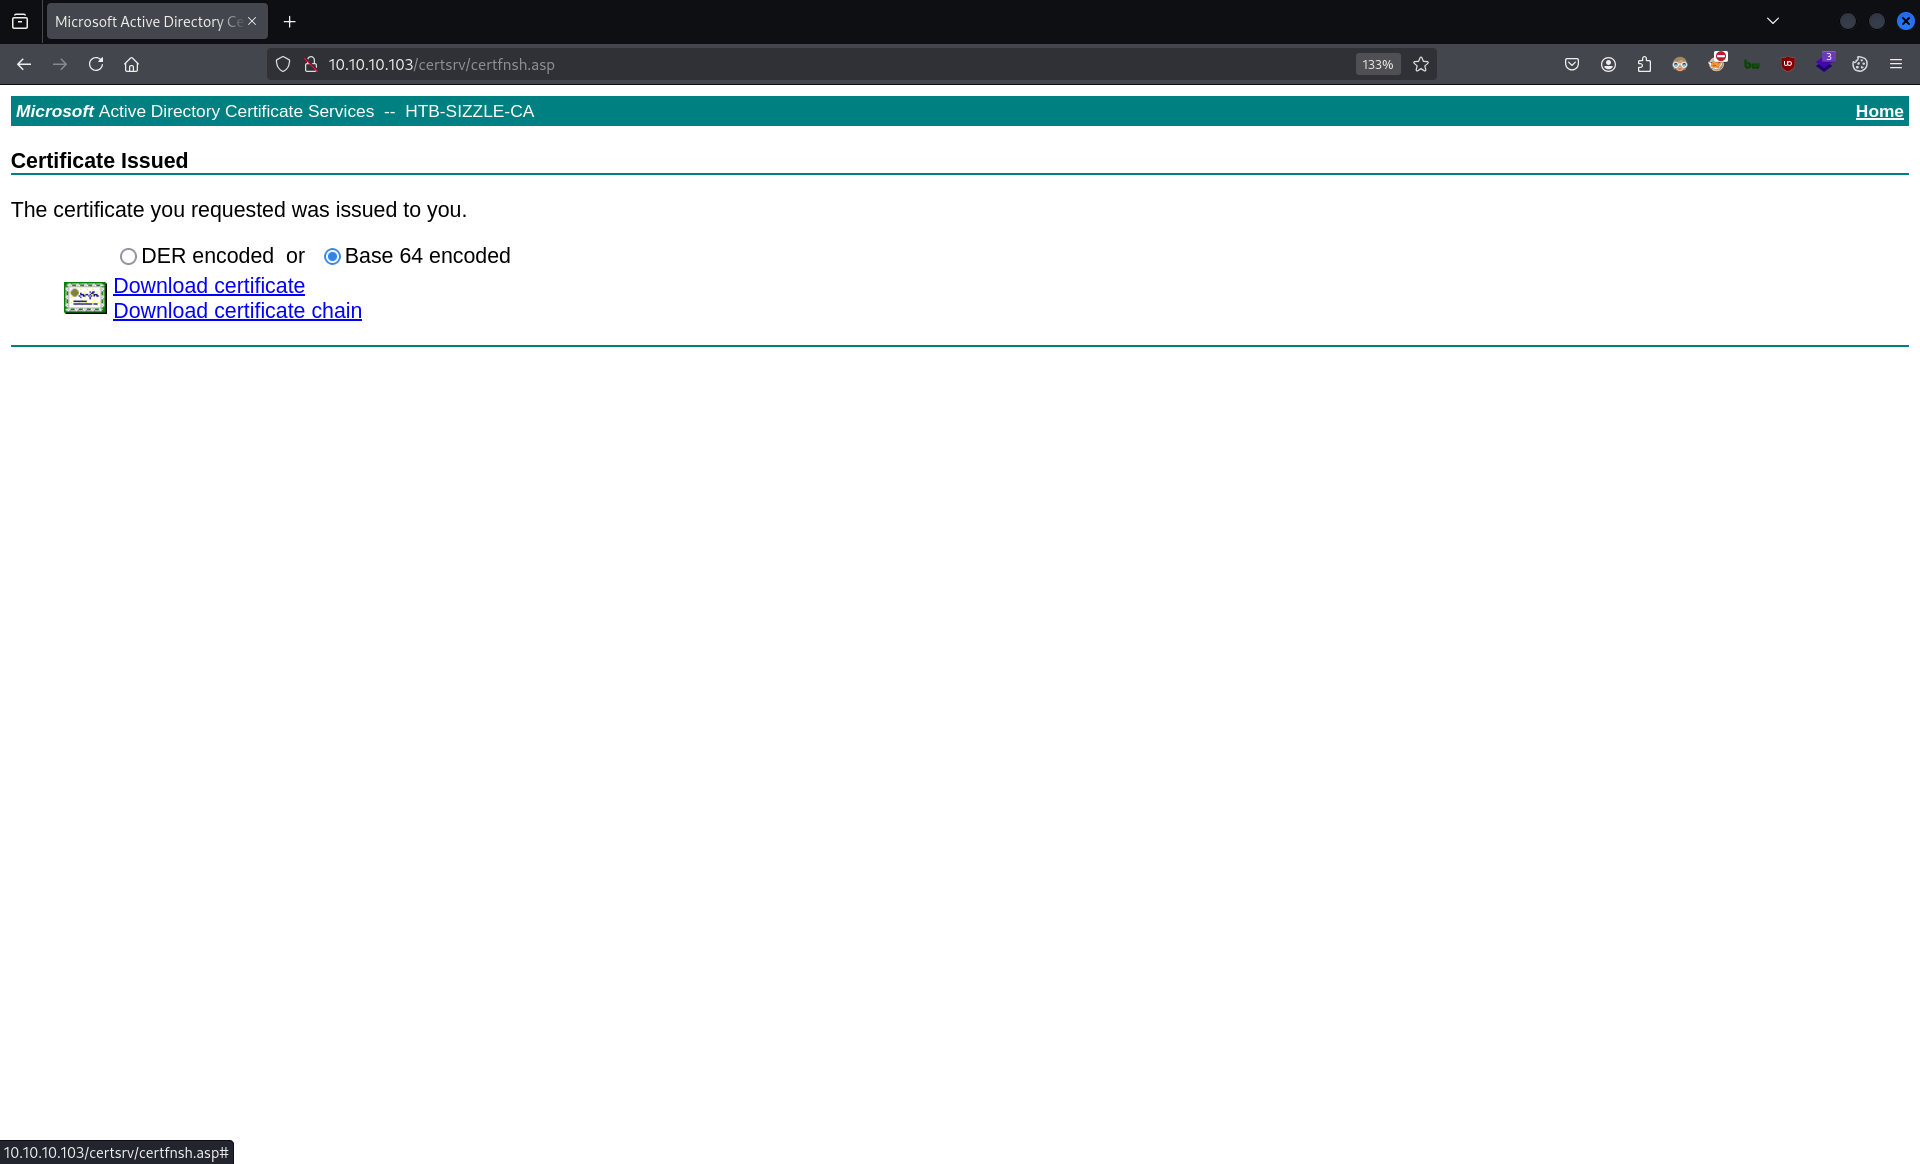 Microsoft Active Directory Ce
10.10.10.103/certsrv/certfnsh.asp
133%
3
Microsoft Active Directory Certificate Services -- HTB-SIZZLE-CA
Home
Certificate Issued
The certificate you requested was issued to you.
DER encoded or Base 64 encoded
Download certificate
Download certificate chain
10.10.10.103/certsrv/certfnsh.asp#